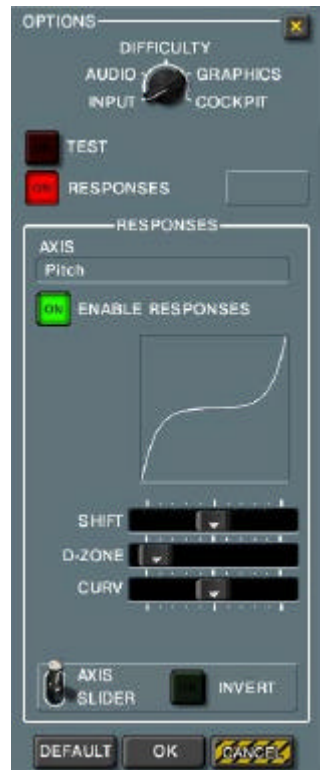 OPTIONS
DIFFICULTY
AUDIO GRAPHICS
INPUT COCKPIT
TEST
ON RESPONSES
RESPONSES
AXIS
Pitch
ON ENABLE RESPONSES
SHIFT
D-ZONE
CURV
AXIS
SLIDER
INVERT
DEFAULT OK CANCEL